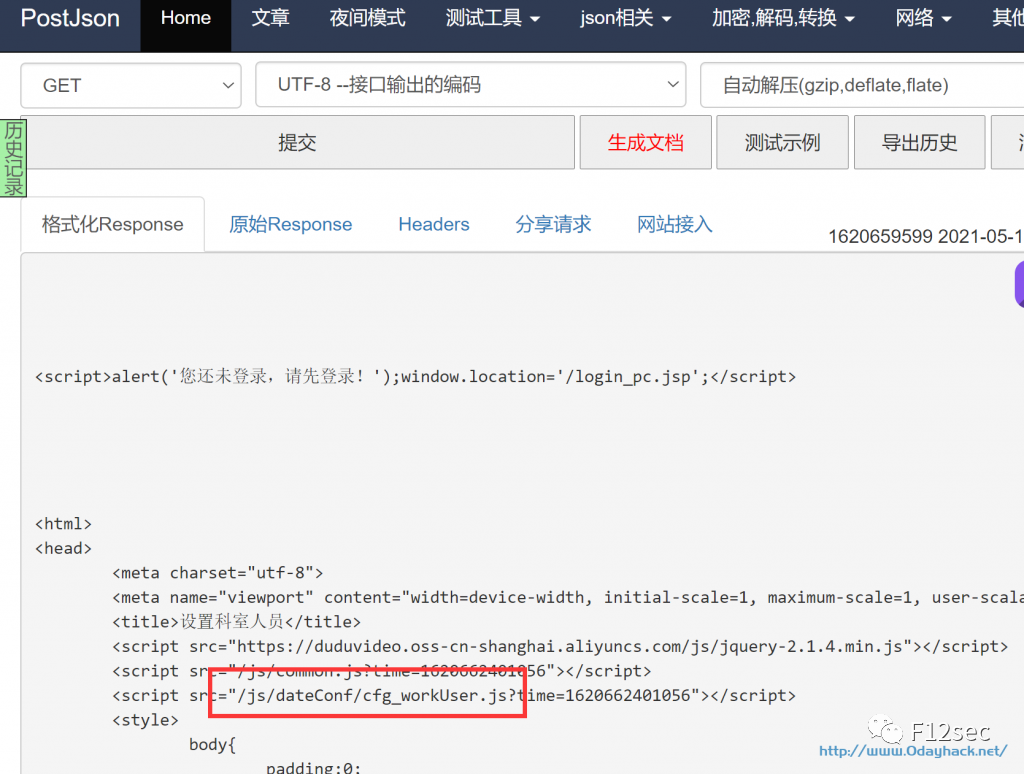 PostJson Home 文章 夜间模式 测试工具 json相关 加密,解码,转换 网络 其他
GET UTF-8 --接口输出的编码 自动解压(gzip,deflate,flate)
提交 生成文档 测试示例 导出历史
历史记录
格式化Response 原始Response Headers 分享请求 网站接入
1620659599 2021-05-1
<script>alert('您还未登录，请先登录！');window.location='/login_pc.jsp';</script>
<html>
<head>
<meta charset="utf-8">
<meta name="viewport" content="width=device-width, initial-scale=1, maximum-scale=1, user-scala
<title>设置科室人员</title>
<script src="https://duduvideo.oss-cn-shanghai.aliyuncs.com/js/jquery-2.1.4.min.js"></script>
<script src="/js/common.js?time=1620662401056"></script>
<script src="/js/dateConf/cfg_workUser.js?time=1620662401056"></script>
<style>
body{
padding:0;
F12sec
http://www.0dayhack.net/